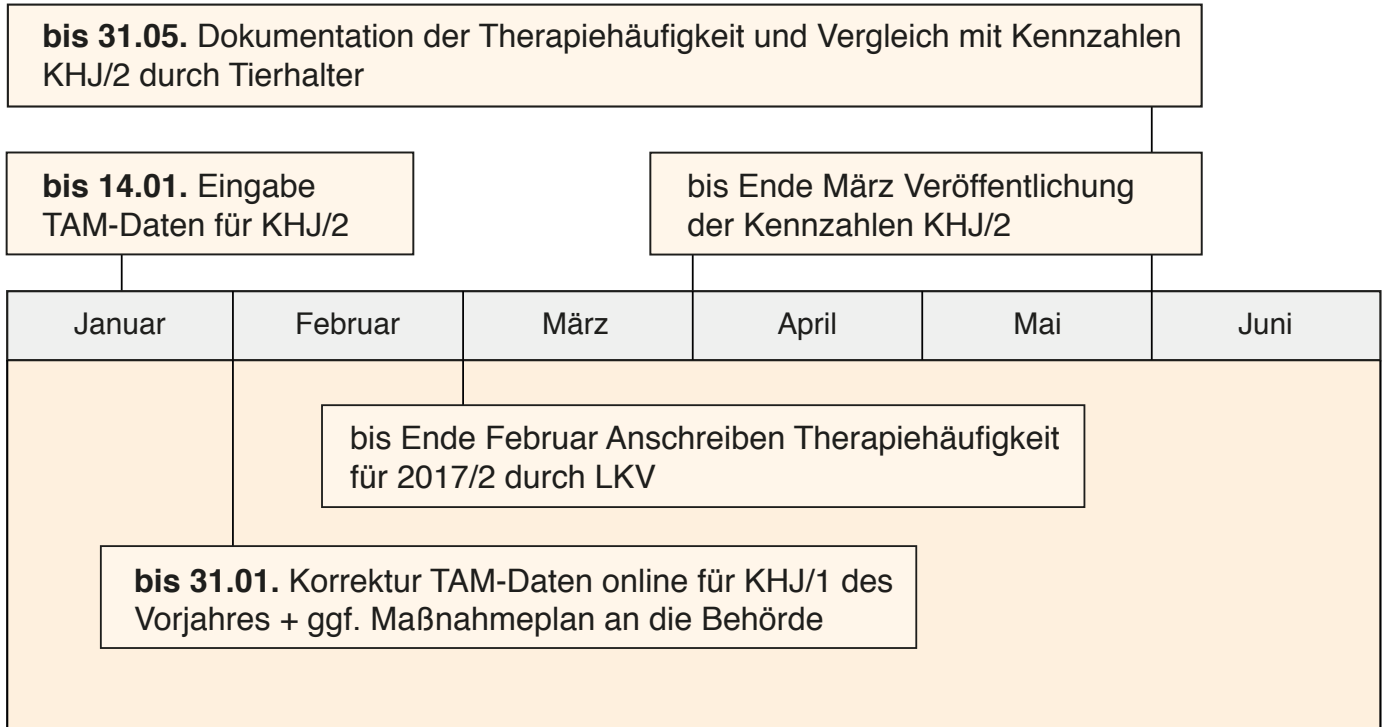 bis 31.05. Dokumentation der Therapiehäufigkeit und Vergleich mit Kennzahlen
KHJ/2 durch Tierhalter
bis 14.01. Eingabe
TAM-Daten für KHJ/2
bis Ende März Veröffentlichung
der Kennzahlen KHJ/2
Januar
Februar
März
April
Mai
Juni
bis Ende Februar Anschreiben Therapiehäufigkeit
für 2017/2 durch LKV
bis 31.01. Korrektur TAM-Daten online für KHJ/1 des
Vorjahres + ggf. Maßnahmeplan an die Behörde